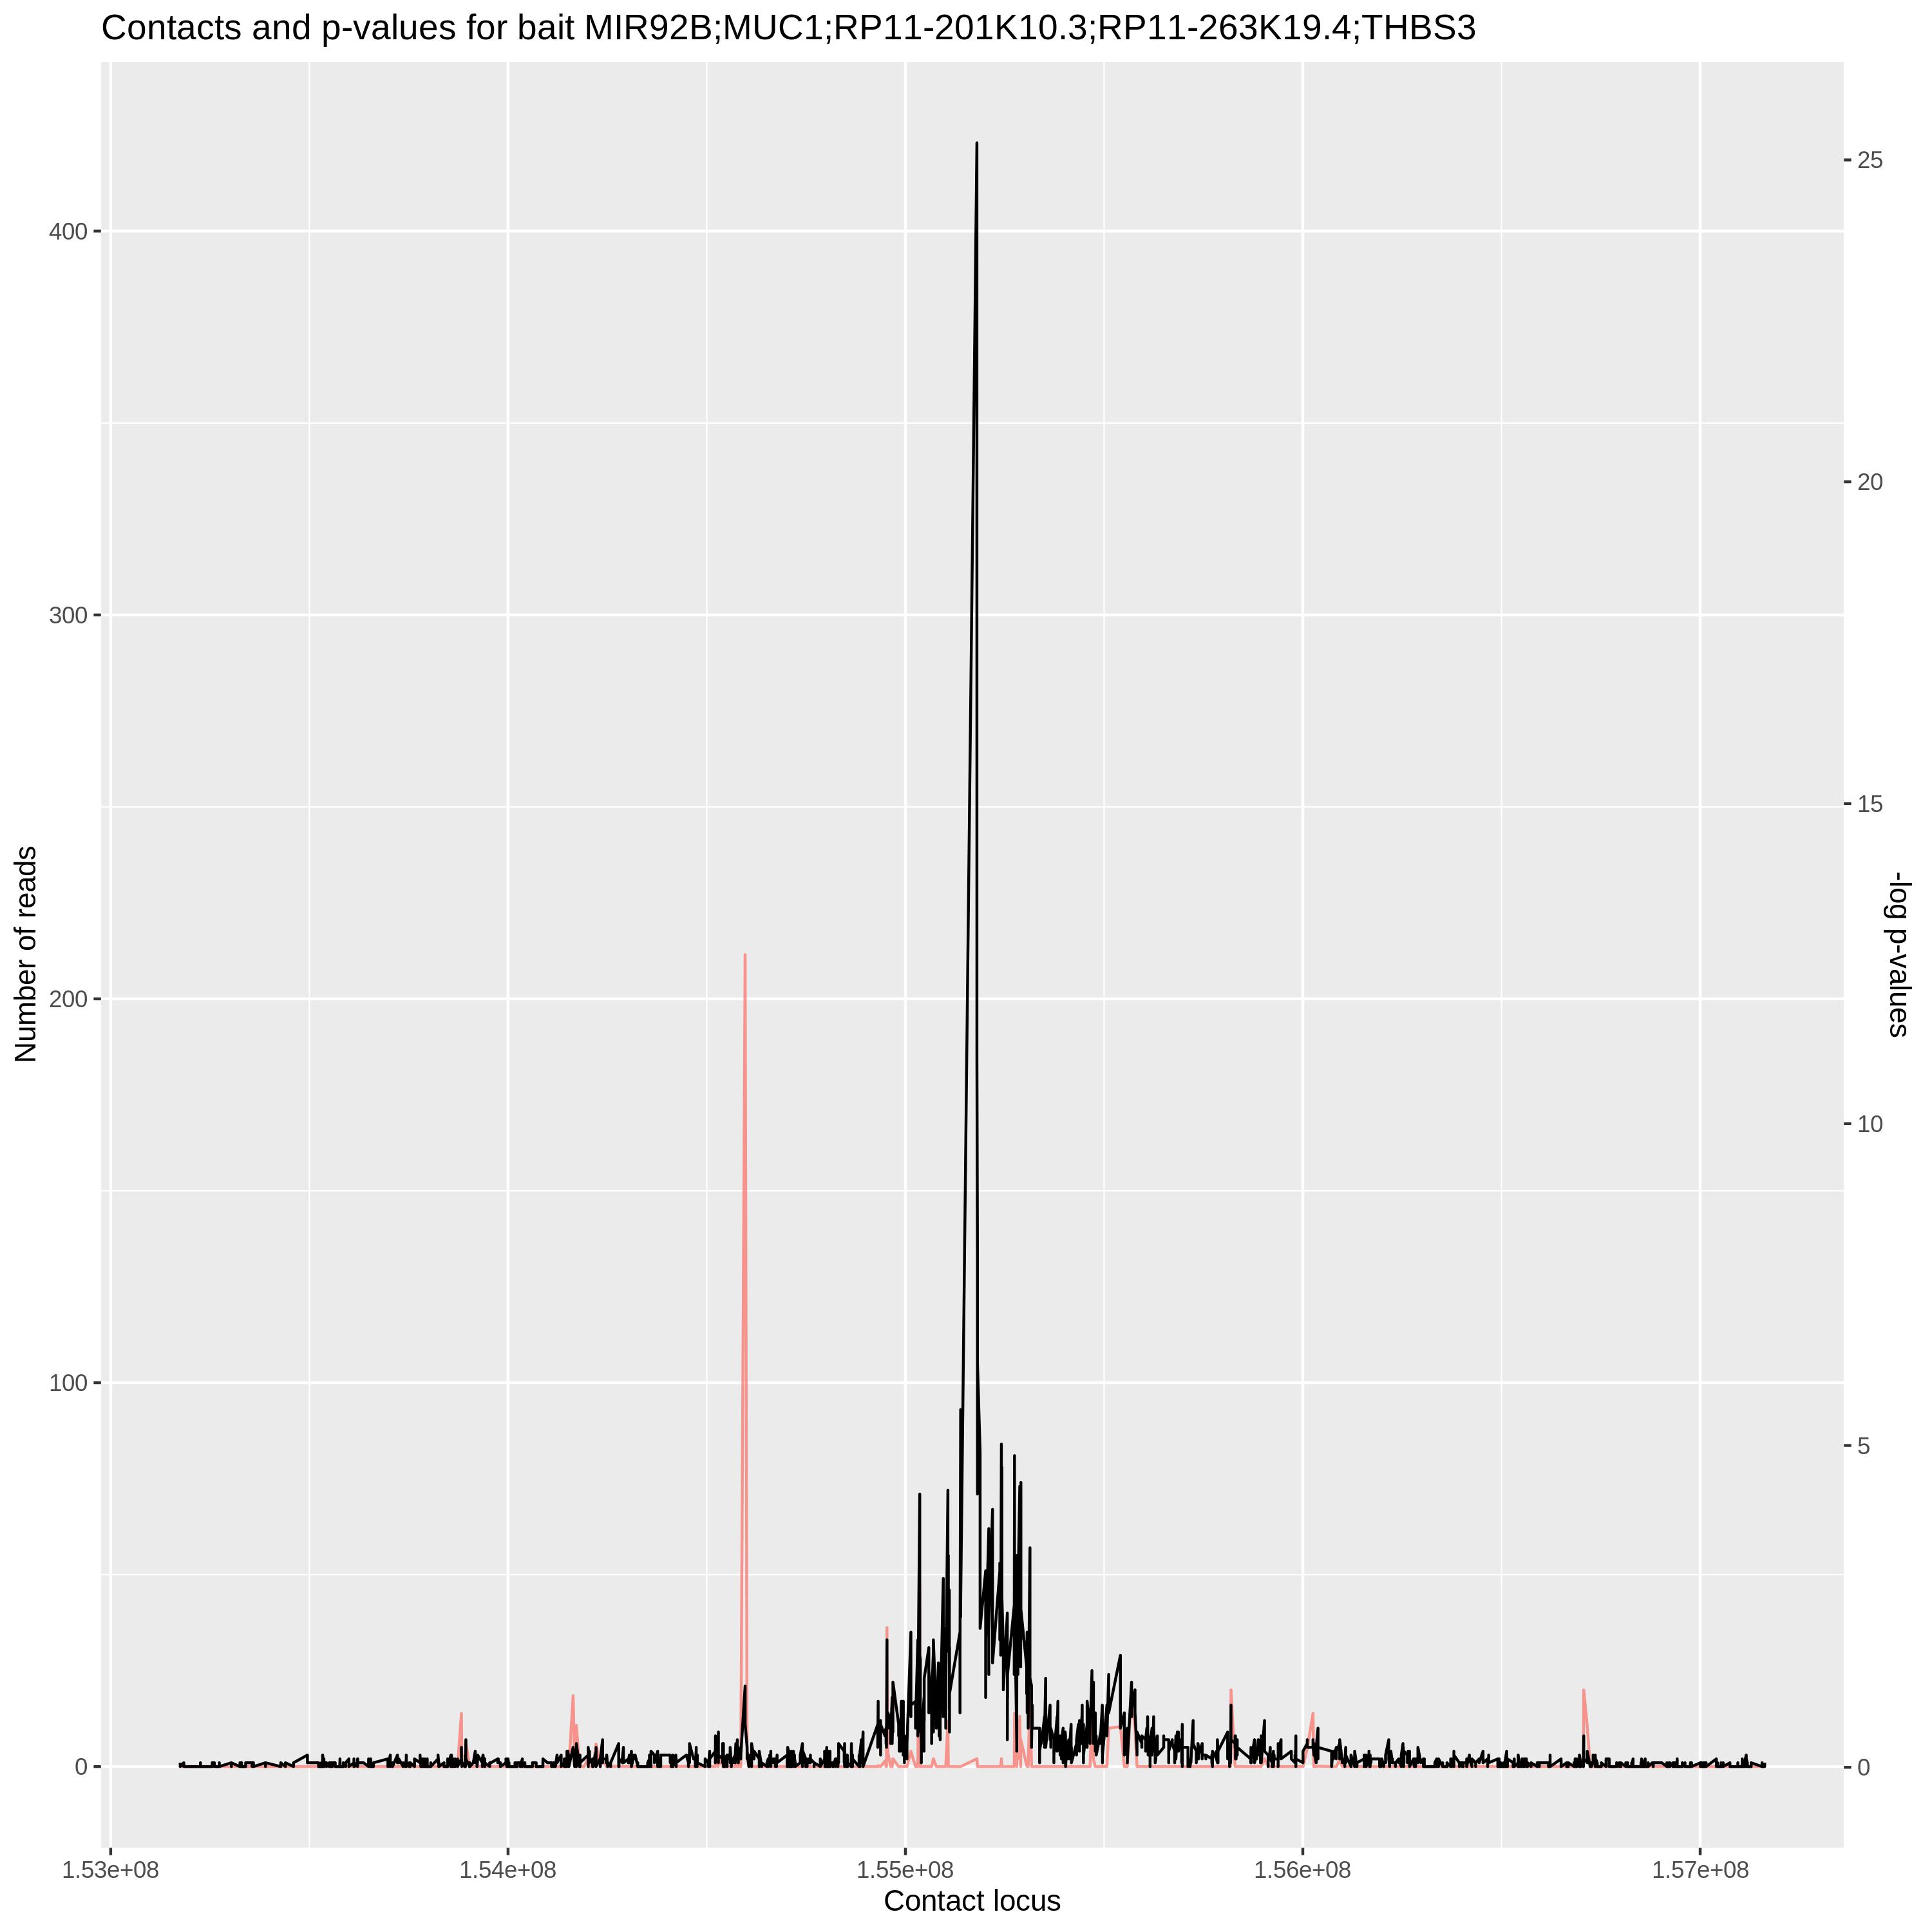 Contacts and p-values for bait MIR92B;MUC1;RP11-201K10.3;RP11-263K19.4;THBS3
400
300
200
100
0
Number of reads
25
20
15
10
5
0
-log p-values
1.53e+08
1.54e+08
1.55e+08
1.56e+08
1.57e+08
Contact locus